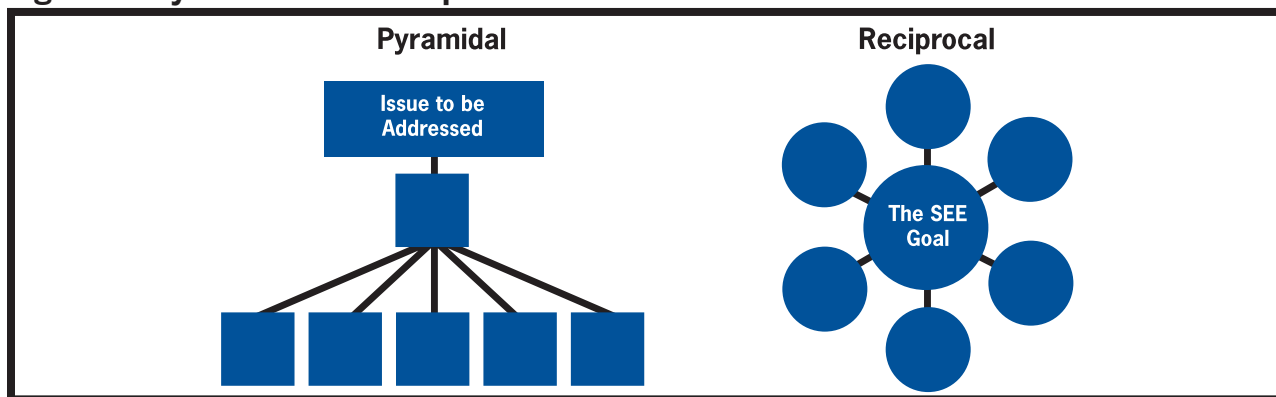 Pyramidal
Reciprocal
Issue to be
Addressed
The SEE
Goal